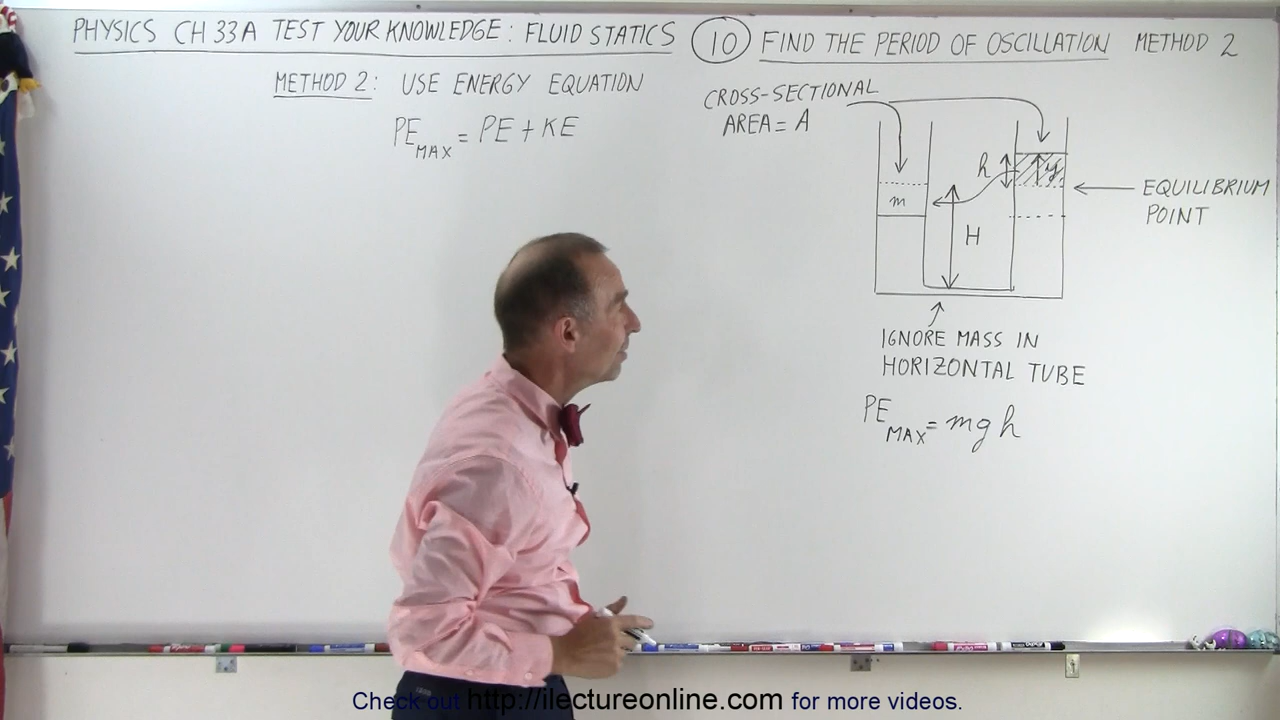 PHYSICS CH 33A TEST YOUR KNOWLEDGE: FLUID STATICS 10 FIND THE PERIOD OF OSCILLATION METHOD 2
METHOD 2: USE ENERGY EQUATION
PE MAX = PE + KE
CROSS-SECTIONAL
AREA = A
h
y
m
H
EQUILIBRIUM
POINT
IGNORE MASS IN
HORIZONTAL TUBE
PE MAX = mgh
Check out http://ilectureonline.com for more videos.